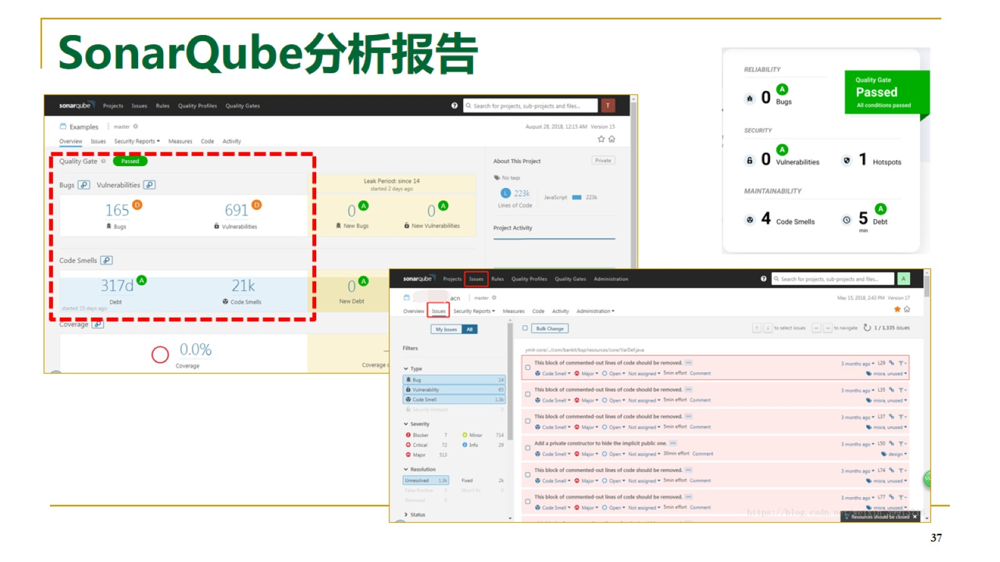 SonarQube分析报告
sonarqube Projects Issues Rules Quality Profiles Quality Gates Search for projects, sub-projects and files... T
Examples master August 28, 2018, 12:15 AM Version 15
Overview Issues Security Reports Measures Code Activity
Quality Gate Passed
Bugs Vulnerabilities
Leak Period: since 14
started 2 days ago
165 D 691 D 0 A 0 A
Bugs Vulnerabilities New Bugs New Vulnerabilities
Code Smells
317d A 21k 0 A
Debt Code Smells New Debt
started 15 days ago
Coverage
0.0%
Coverage Coverage
About This Project Private
No tags
L 223k JavaScript 223k
Lines of Code
Project Activity
RELIABILITY
0 A Bugs
Quality Gate
Passed
All conditions passed
SECURITY
0 A Vulnerabilities 1 Hotspots
MAINTAINABILITY
4 Code Smells 5 A Debt
min
sonarqube Projects Issues Rules Quality Profiles Quality Gates Administration Search for projects, sub-projects and files... A
acn master May 15, 2018, 2:43 PM Version 17
Overview Issues Security Reports Measures Code Activity Administration
My Issues All
Bulk Change to select issues to navigate 1 / 1,335 issues
Filters
Type
Bug 14
Vulnerability 65
Code Smell 1.3k
Security Hotspot 0
Severity
Blocker 7 Minor 714
Critical 72 Info 29
Major 513
Resolution
Unresolved 1.3k Fixed 2k
False Positive 0 Won't fix 0
Removed 0
Status
ymit-core/.../com/bankit/bsp/resources/core/VarDef.java
This block of commented-out lines of code should be removed. 3 months ago L29
Code Smell Major Open Not assigned 5min effort Comment misra, unused
This block of commented-out lines of code should be removed. 3 months ago L35
Code Smell Major Open Not assigned 5min effort Comment misra, unused
This block of commented-out lines of code should be removed. 3 months ago L37
Code Smell Major Open Not assigned 5min effort Comment misra, unused
Add a private constructor to hide the implicit public one. 3 months ago L50
Code Smell Major Open Not assigned 30min effort Comment design
This block of commented-out lines of code should be removed. 3 months ago L74
Code Smell Major Open Not assigned 5min effort Comment misra, unused
This block of commented-out lines of code should be removed. 3 months ago L77
Code Smell Major Open Not assigned 5min effort Comment misra, unused
Resources should be closed
37